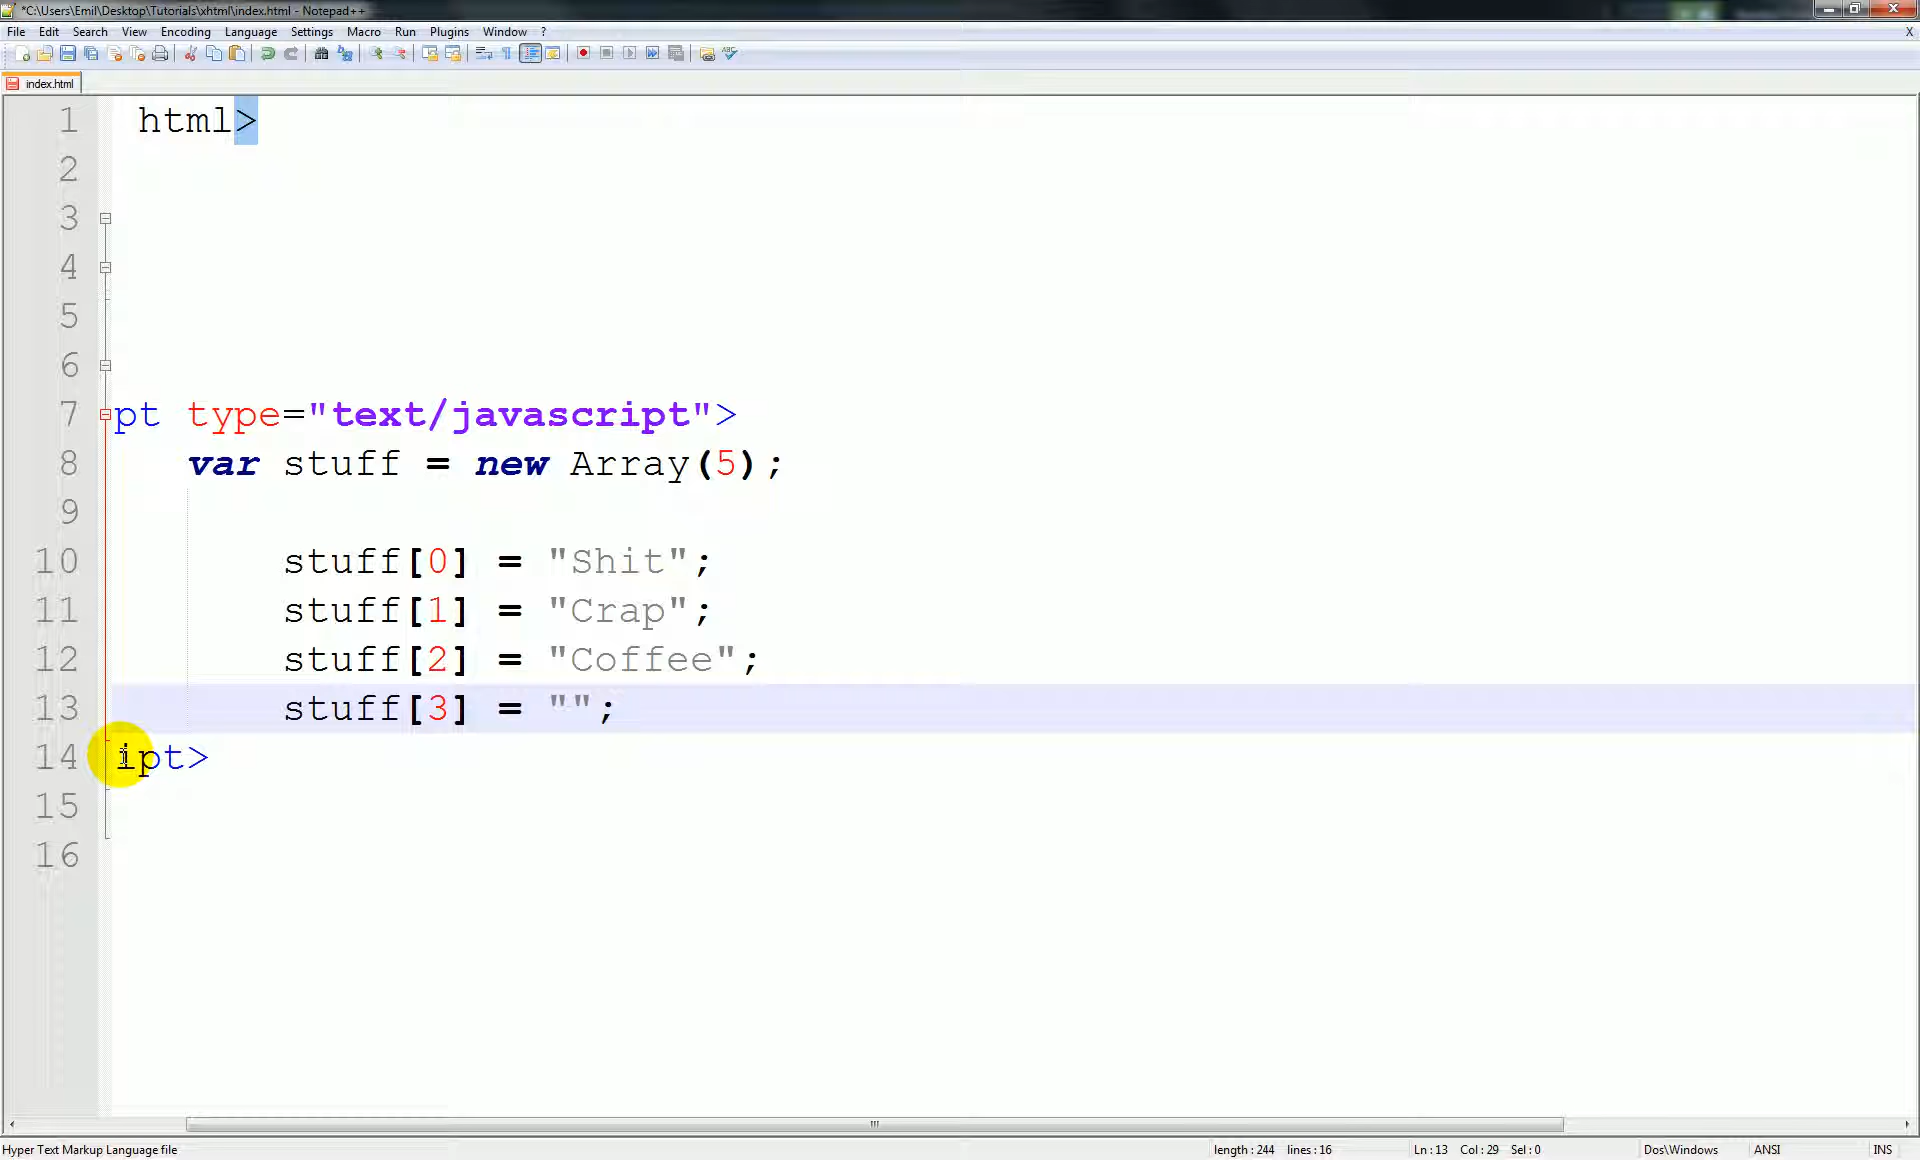 *C:\Users\Emil\Desktop\Tutorials\xhtml\index.html - Notepad++
File Edit Search View Encoding Language Settings Macro Run Plugins Window ? X
index.html
1 html>
2
3
4
5
6
7 pt type="text/javascript">
8 var stuff = new Array(5);
9
10 stuff[0] = "Shit";
11 stuff[1] = "Crap";
12 stuff[2] = "Coffee";
13 stuff[3] = "";
14 ipt>
15
16
Hyper Text Markup Language file length : 244 lines : 16 Ln : 13 Col : 29 Sel : 0 Dos\Windows ANSI INS